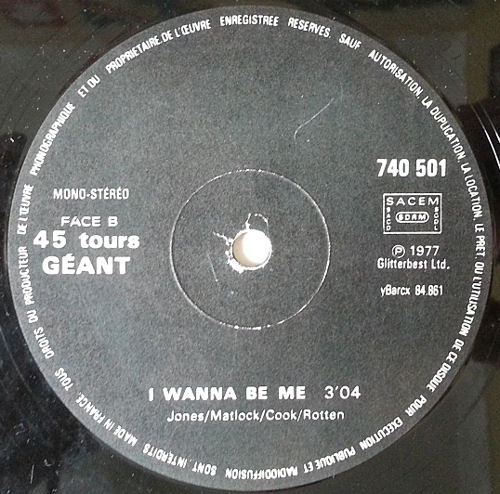 TOUS DROITS DU PRODUCTEUR DE L'ŒUVRE PHONOGRAPHIQUE ET DU PROPRIETAIRE DE L'ŒUVRE ENREGISTREE RESERVES. SAUF AUTORISATION, LA DUPLICATION, LA LOCATION, LE PRET OU L'UTILISATION DE CE DISQUE POUR EXECUTION PUBLIQUE ET RADIODIFFUSION SONT INTERDITS MADE IN FRANCE.
MONO-STÉRÉO
FACE B
45 tours
GÉANT
740 501
SACEM
SACD SDRM SGDL
Ⓟ 1977
Glitterbest Ltd.
yBarcx 84.861
I WANNA BE ME 3'04
Jones/Matlock/Cook/Rotten